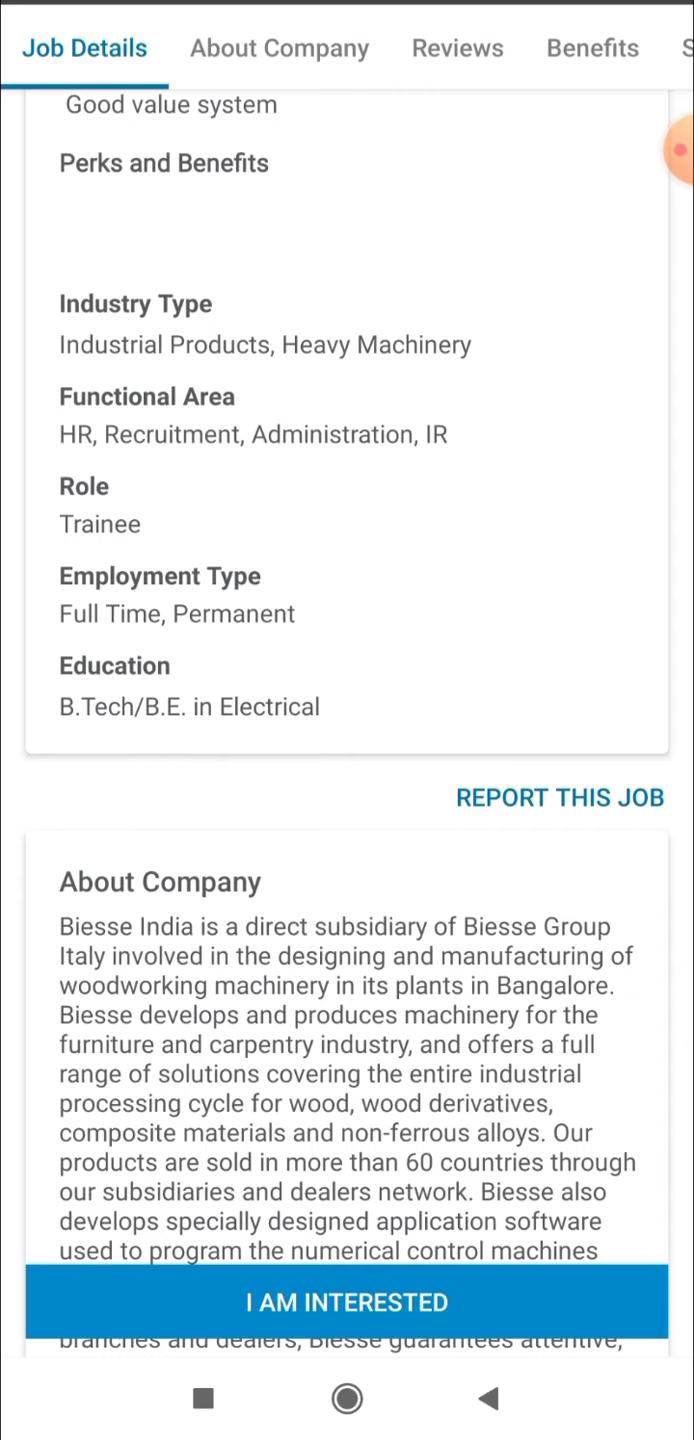 Job Details About Company Reviews Benefits S
Good value system
Perks and Benefits
Industry Type
Industrial Products, Heavy Machinery
Functional Area
HR, Recruitment, Administration, IR
Role
Trainee
Employment Type
Full Time, Permanent
Education
B.Tech/B.E. in Electrical
REPORT THIS JOB
About Company
Biesse India is a direct subsidiary of Biesse Group
Italy involved in the designing and manufacturing of
woodworking machinery in its plants in Bangalore.
Biesse develops and produces machinery for the
furniture and carpentry industry, and offers a full
range of solutions covering the entire industrial
processing cycle for wood, wood derivatives,
composite materials and non-ferrous alloys. Our
products are sold in more than 60 countries through
our subsidiaries and dealers network. Biesse also
develops specially designed application software
used to program the numerical control machines
I AM INTERESTED
branches and dealers, Biesse guarantees attentive,